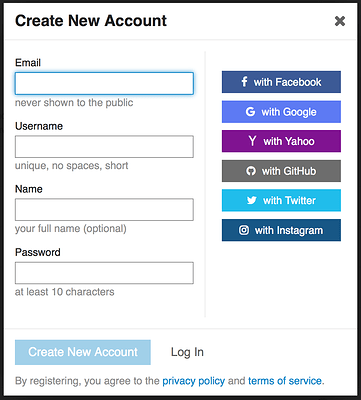 Create New Account
Email
never shown to the public
Username
unique, no spaces, short
Name
your full name (optional)
Password
at least 10 characters
with Facebook
with Google
with Yahoo
with GitHub
with Twitter
with Instagram
Create New Account
Log In
By registering, you agree to the privacy policy and terms of service.